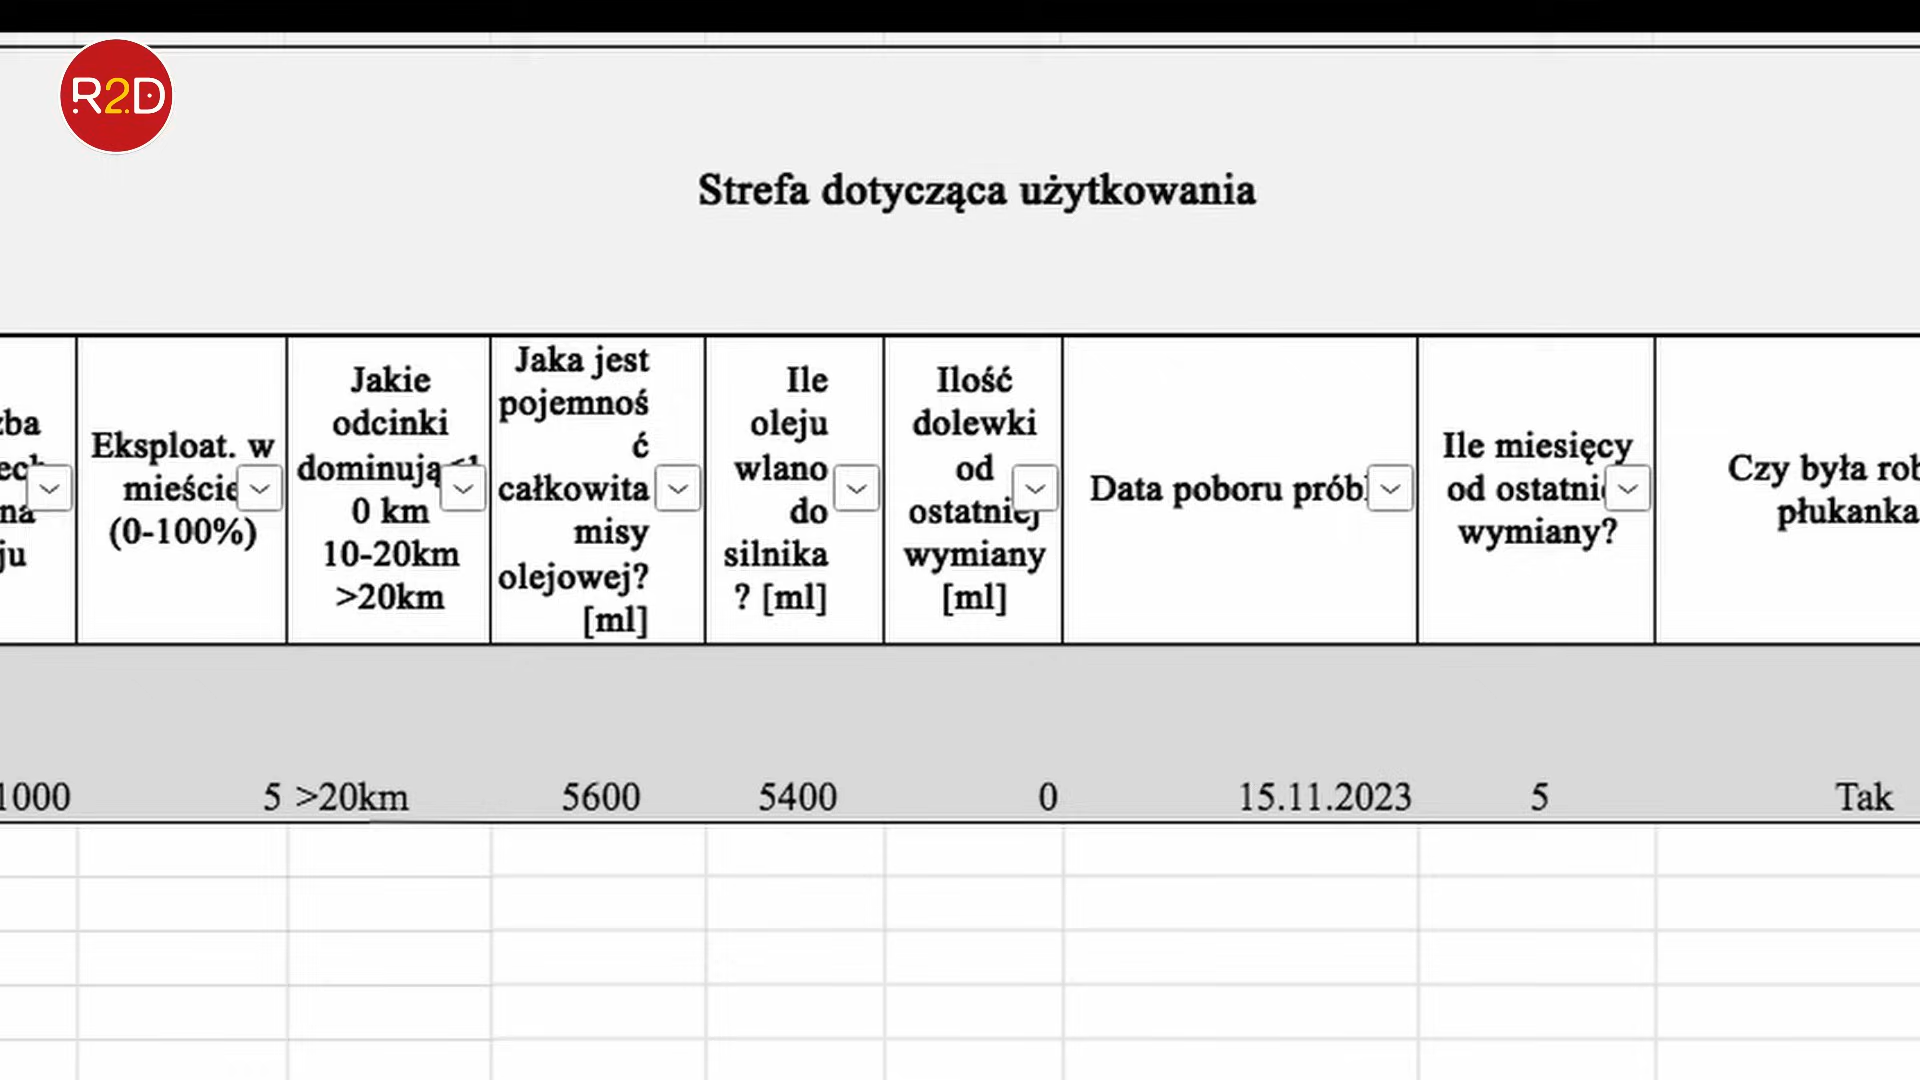 R2D
Strefa dotycząca użytkowania
Eksploat. w
mieście
(0-100%)
Jakie
odcinki
dominują
0 km
10-20km
>20km
Jaka jest
pojemnoś
ć
całkowita
misy
olejowej?
[ml]
Ile
oleju
wlano
do
silnika
? [ml]
Ilość
dolewki
od
ostatniej
wymiany
[ml]
Data poboru prób
Ile miesięcy
od ostatni
wymiany?
Czy była rob
płukanka
1000 5 >20km 5600 5400 0 15.11.2023 5 Tak